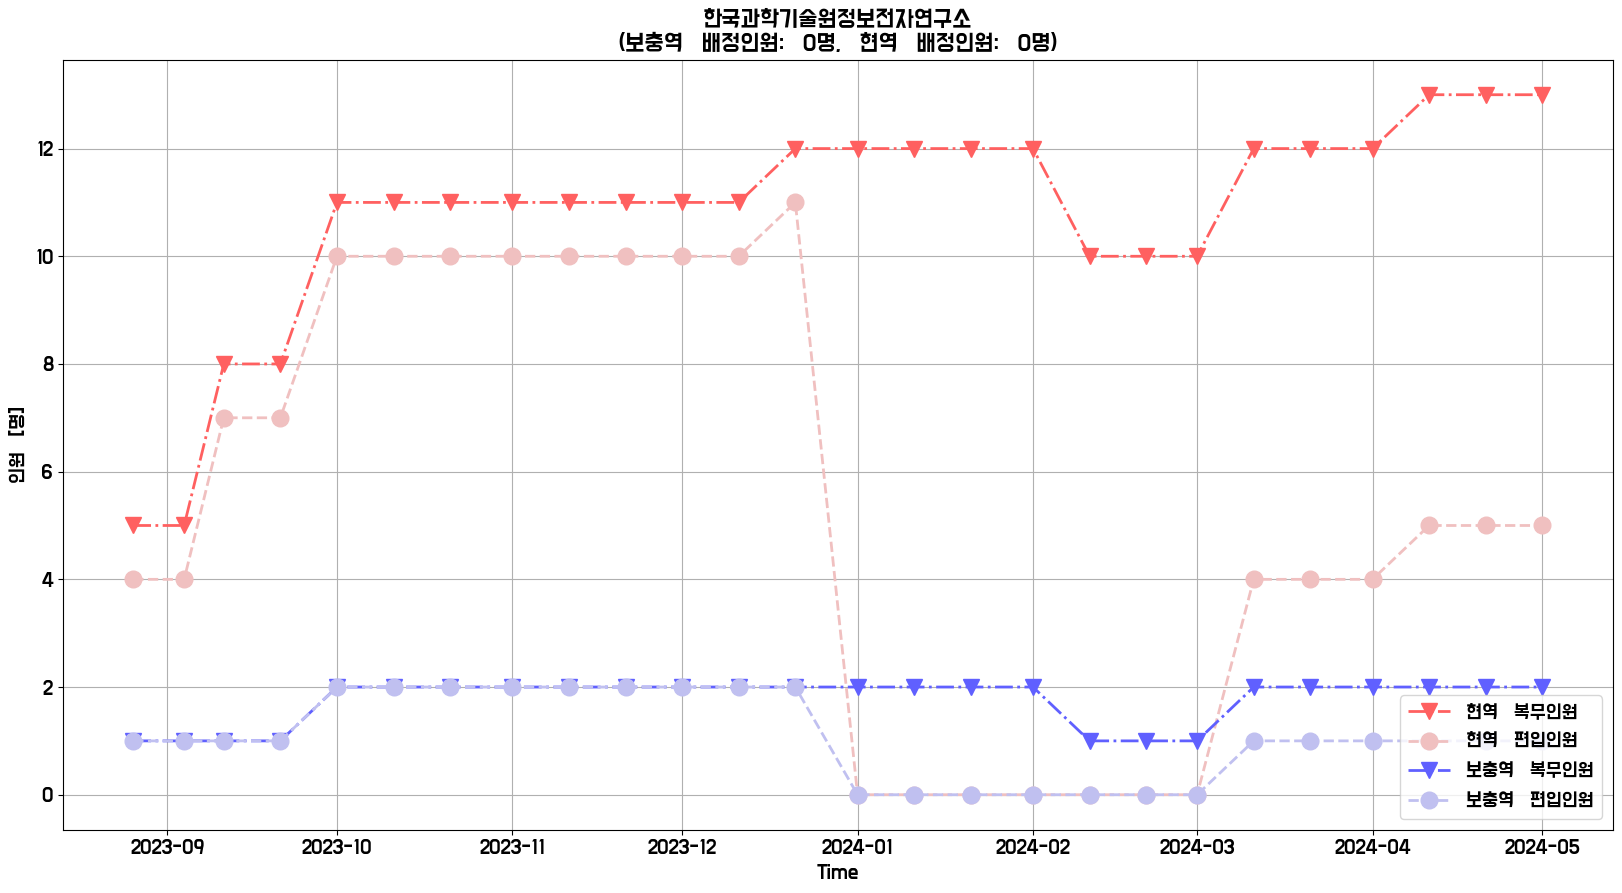 한국과학기술원정보전자연구소
(보충역 배정인원: 0명, 현역 배정인원: 0명)
인원 [명]
12
10
8
6
4
2
0
현역 복무인원
현역 편입인원
보충역 복무인원
보충역 편입인원
2023-09 2023-10 2023-11 2023-12 2024-01 2024-02 2024-03 2024-04 2024-05
Time